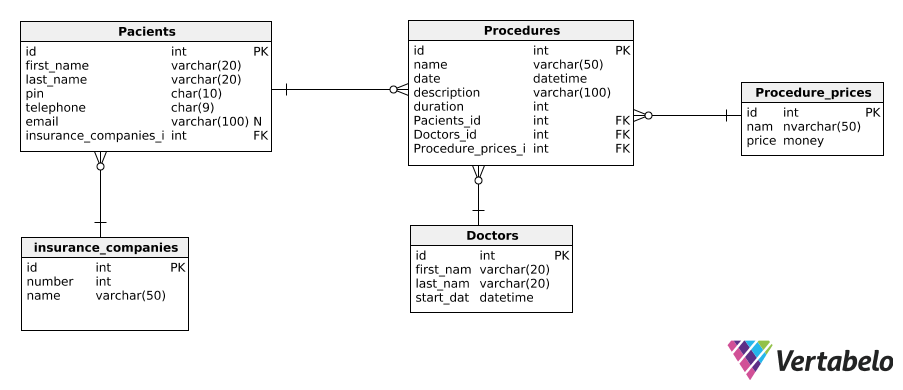 Pacients
id int PK
first_name varchar(20)
last_name varchar(20)
pin char(10)
telephone char(9)
email varchar(100) N
insurance_companies_i int FK
Procedures
id int PK
name varchar(50)
date datetime
description varchar(100)
duration int
Pacients_id int FK
Doctors_id int FK
Procedure_prices_i int FK
Procedure_prices
id int PK
nam nvarchar(50)
price money
insurance_companies
id int PK
number int
name varchar(50)
Doctors
id int PK
first_nam varchar(20)
last_nam varchar(20)
start_dat datetime
Vertabelo